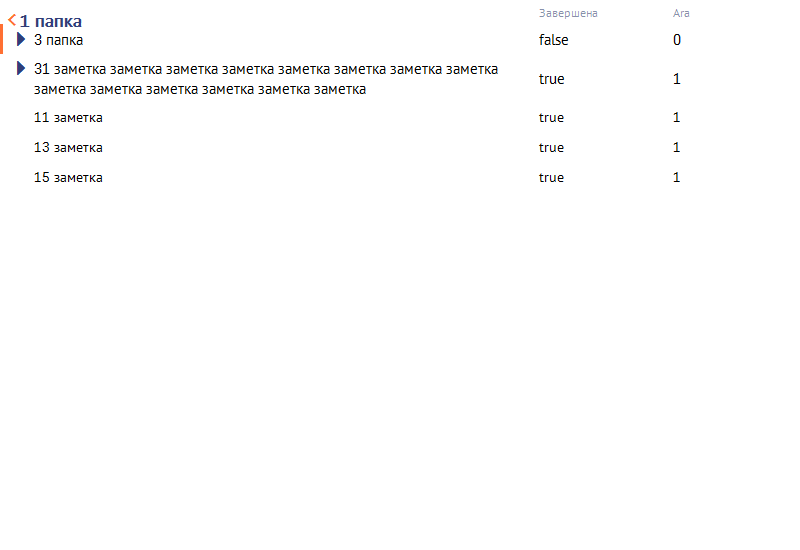 1 папка
Завершена Ага
3 папка false 0
31 заметка заметка заметка заметка заметка заметка заметка заметка
заметка заметка заметка заметка заметка заметка true 1
11 заметка true 1
13 заметка true 1
15 заметка true 1